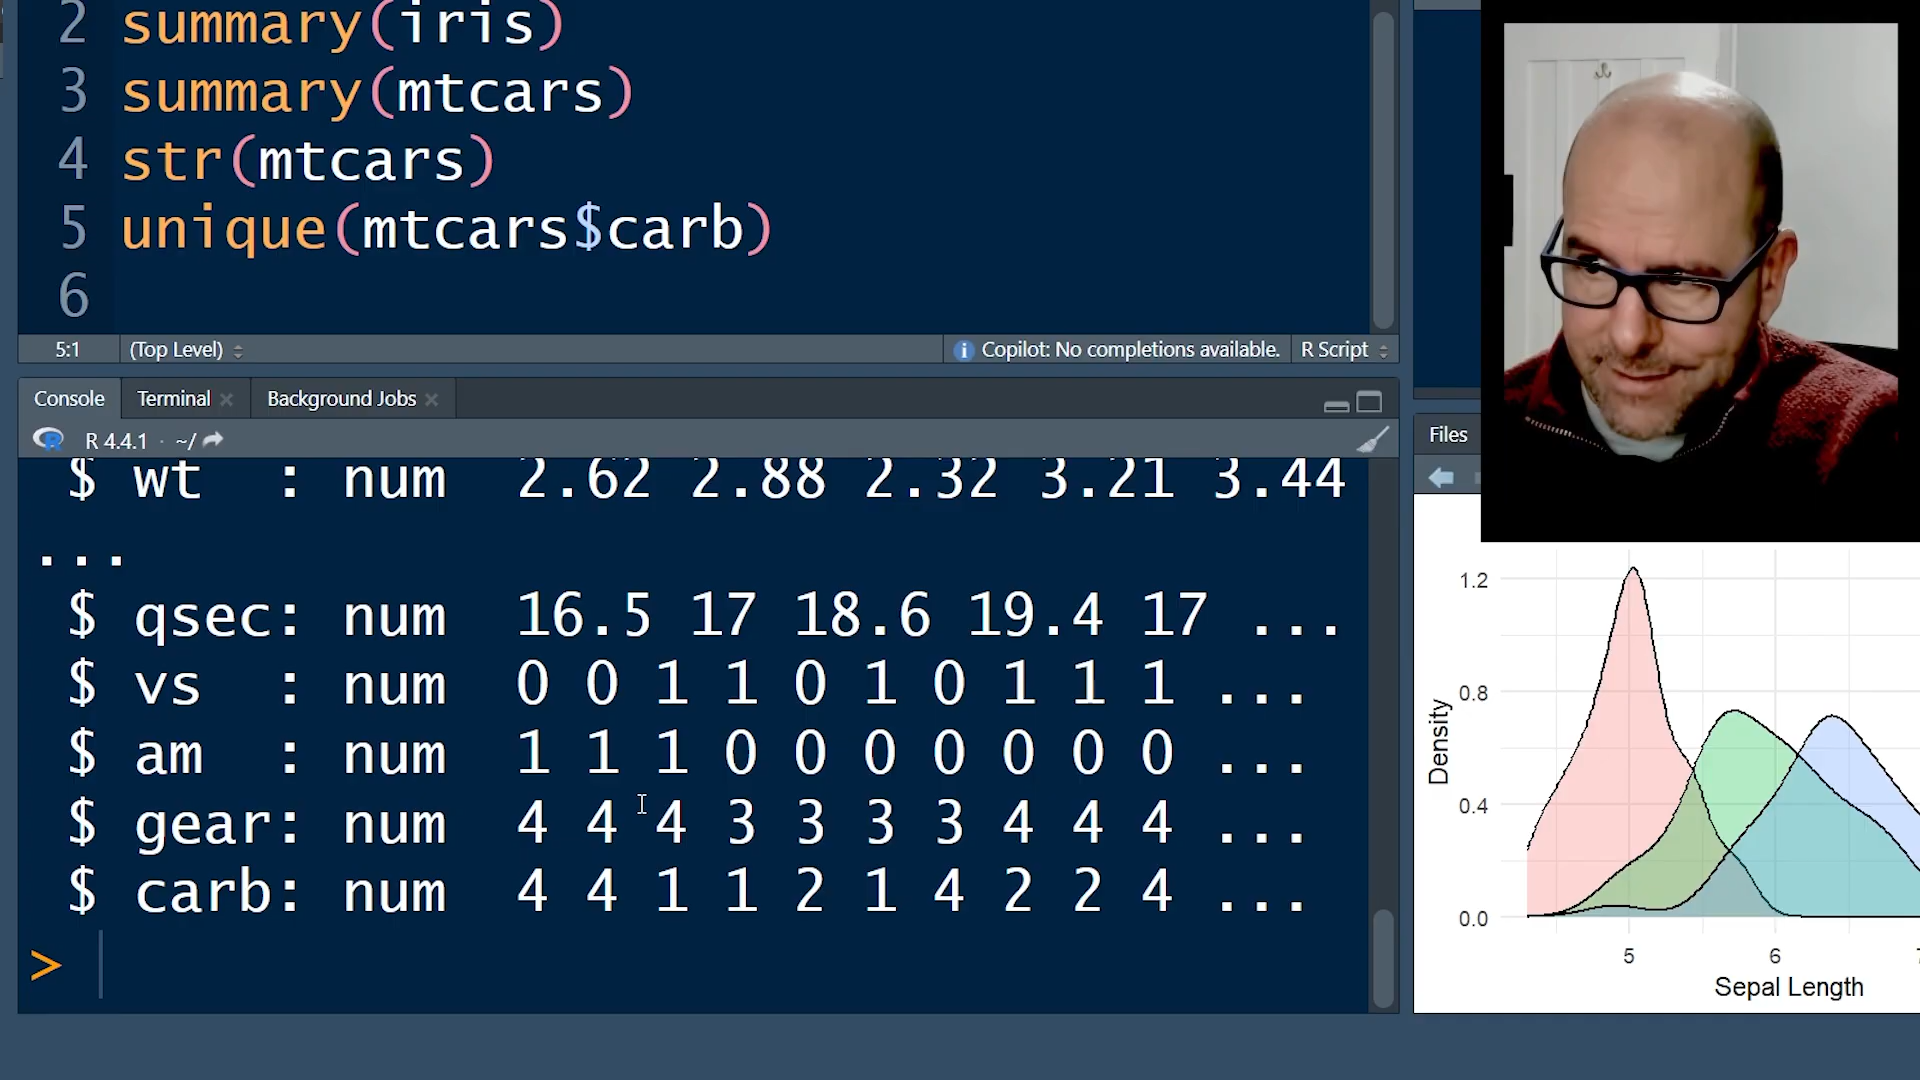 2 summary(iris)
3 summary(mtcars)
4 str(mtcars)
5 unique(mtcars$carb)
6
5:1 (Top Level) Copilot: No completions available. R Script
Console Terminal Background Jobs
R 4.4.1 · ~/
$ wt : num 2.62 2.88 2.32 3.21 3.44
...
$ qsec: num 16.5 17 18.6 19.4 17 ...
$ vs : num 0 0 1 1 0 1 0 1 1 1 ...
$ am : num 1 1 1 0 0 0 0 0 0 0 ...
$ gear: num 4 4 4 3 3 3 3 4 4 4 ...
$ carb: num 4 4 1 1 2 1 4 2 2 4 ...
>
Files
1.2
0.8
0.4
0.0
Density
5 6
Sepal Length